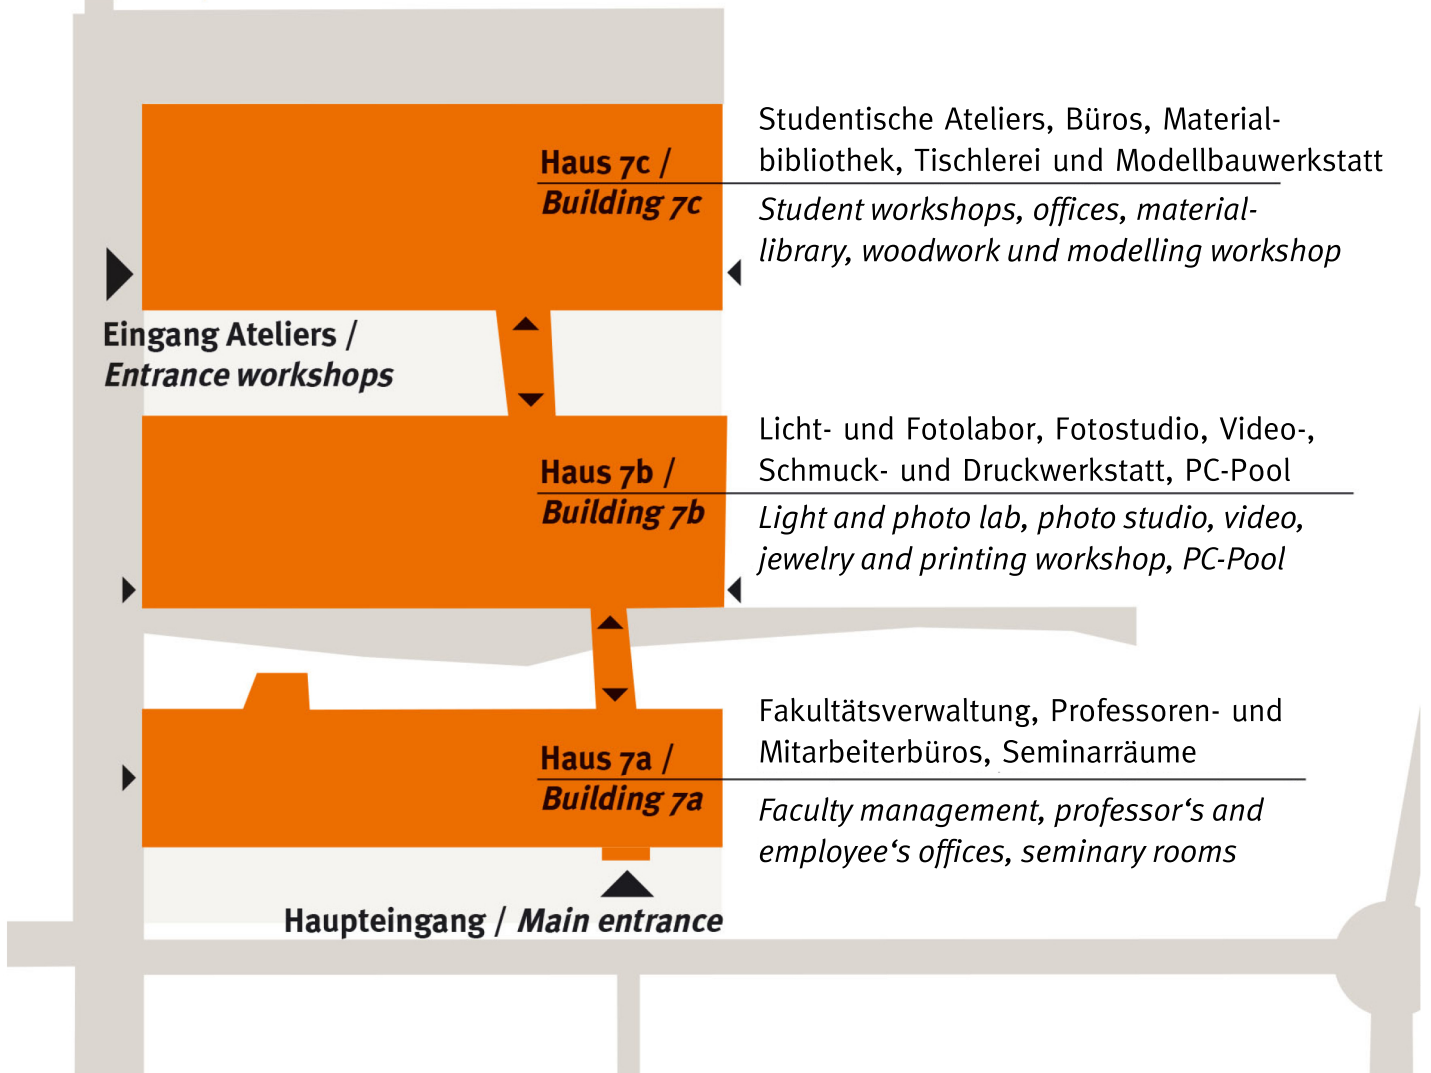 Studentische Ateliers, Büros, Material-
bibliothek, Tischlerei und Modellbauwerkstatt
Haus 7c /
Building 7c
Student workshops, offices, material-
library, woodwork und modelling workshop
Eingang Ateliers /
Entrance workshops
Licht- und Fotolabor, Fotostudio, Video-,
Schmuck- und Druckwerkstatt, PC-Pool
Haus 7b /
Building 7b
Light and photo lab, photo studio, video,
jewelry and printing workshop, PC-Pool
Fakultätsverwaltung, Professoren- und
Mitarbeiterbüros, Seminarräume
Haus 7a /
Building 7a
Faculty management, professor‘s and
employee‘s offices, seminary rooms
Haupteingang / Main entrance